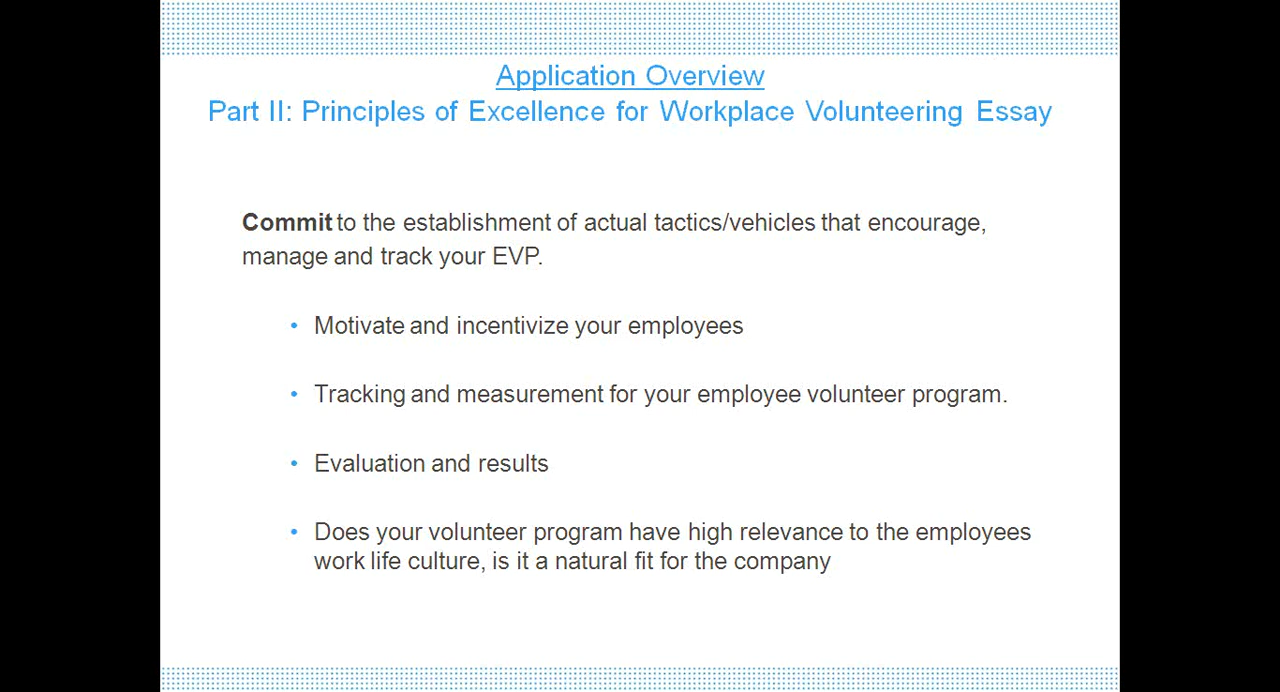 Application Overview
Part II: Principles of Excellence for Workplace Volunteering Essay
Commit to the establishment of actual tactics/vehicles that encourage,
manage and track your EVP.
• Motivate and incentivize your employees
• Tracking and measurement for your employee volunteer program.
• Evaluation and results
• Does your volunteer program have high relevance to the employees
work life culture, is it a natural fit for the company